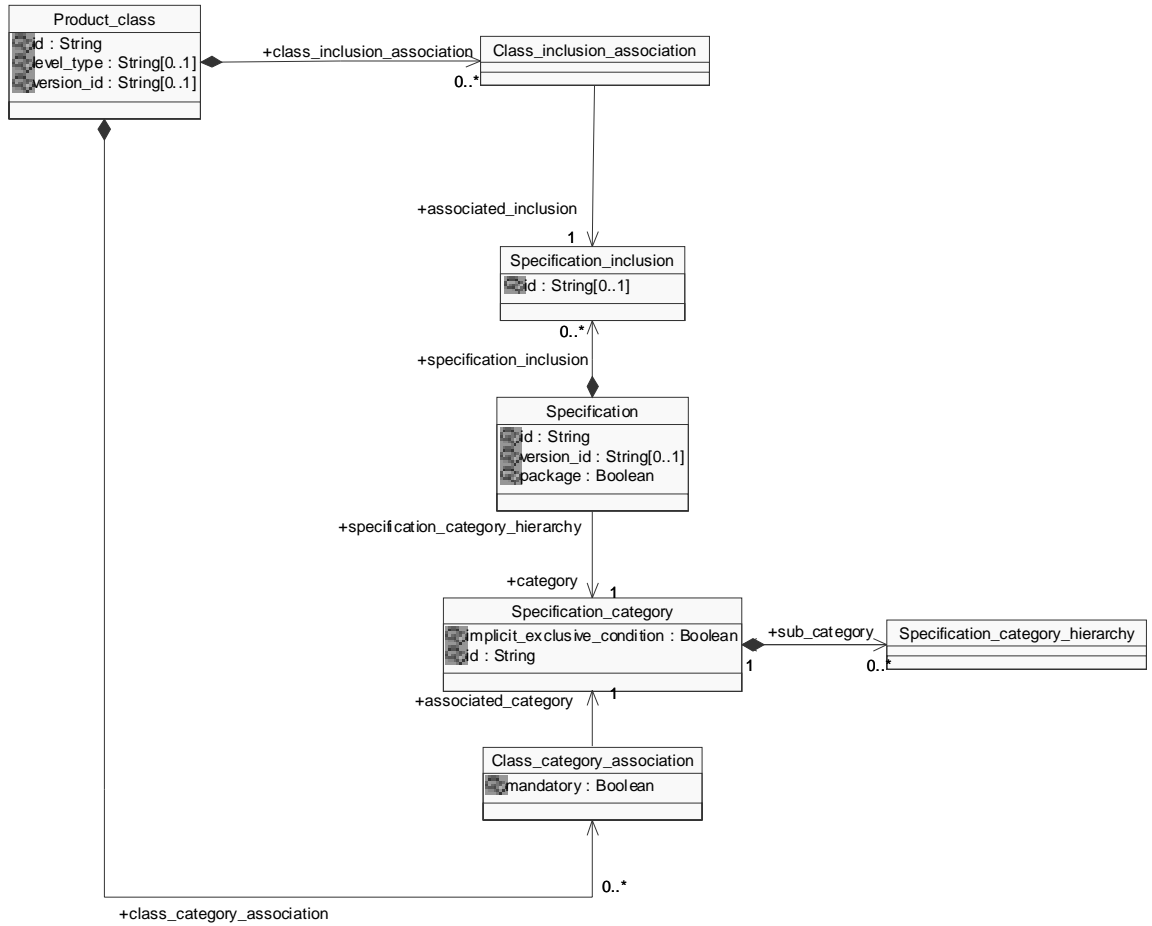 Product_class
id : String
level_type : String[0..1]
version_id : String[0..1]
+class_inclusion_association
0..*
Class_inclusion_association
+associated_inclusion
1
Specification_inclusion
id : String[0..1]
0..*
+specification_inclusion
Specification
id : String
version_id : String[0..1]
package : Boolean
+specification_category_hierarchy
+category
1
Specification_category
implicit_exclusive_condition : Boolean
id : String
+sub_category
1
0..*
Specification_category_hierarchy
+associated_category
1
Class_category_association
mandatory : Boolean
0..*
+class_category_association